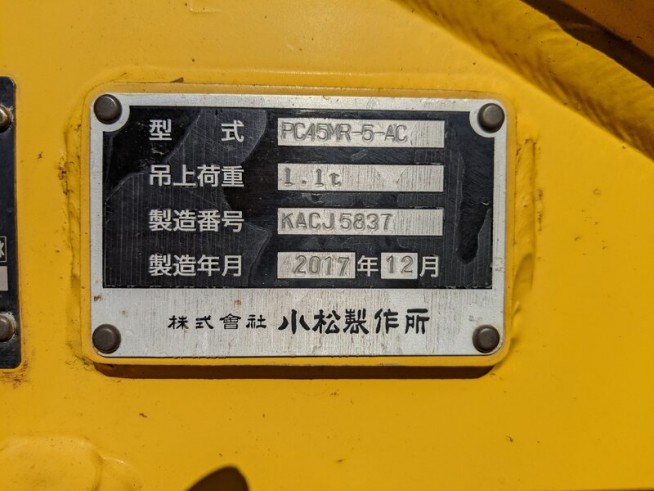 型式 PC45MR-5-AC
吊上荷重 1.1t
製造番号 KACJ5837
製造年月 2017年12月
株式會社 小松製作所